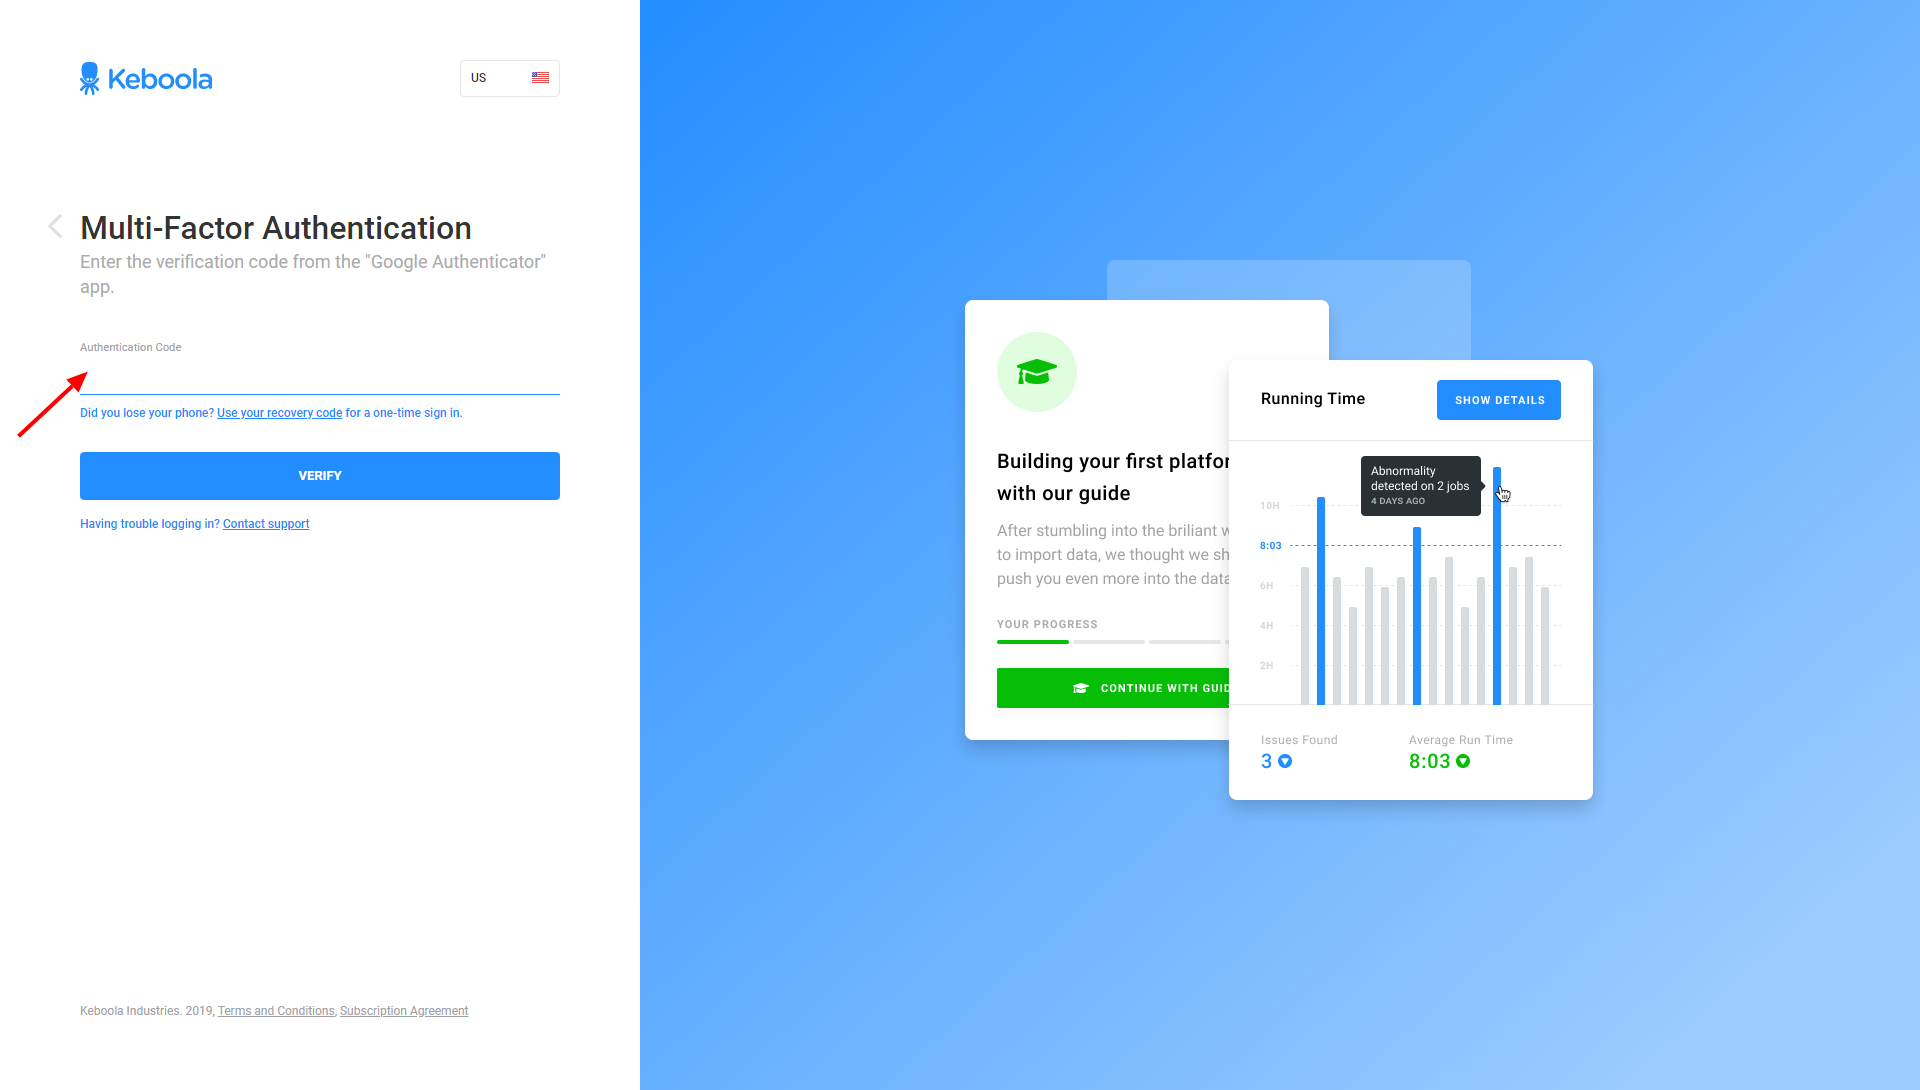 Keboola
US
Multi-Factor Authentication
Enter the verification code from the "Google Authenticator"
app.
Authentication Code
Did you lose your phone? Use your recovery code for a one-time sign in.
VERIFY
Having trouble logging in? Contact support
Keboola Industries. 2019, Terms and Conditions, Subscription Agreement
Building your first platfor
with our guide
After stumbling into the briliant w
to import data, we thought we sh
push you even more into the data
YOUR PROGRESS
CONTINUE WITH GUID
Running Time
SHOW DETAILS
Abnormality
detected on 2 jobs
4 DAYS AGO
10H
8:03
6H
4H
2H
Issues Found
3
Average Run Time
8:03